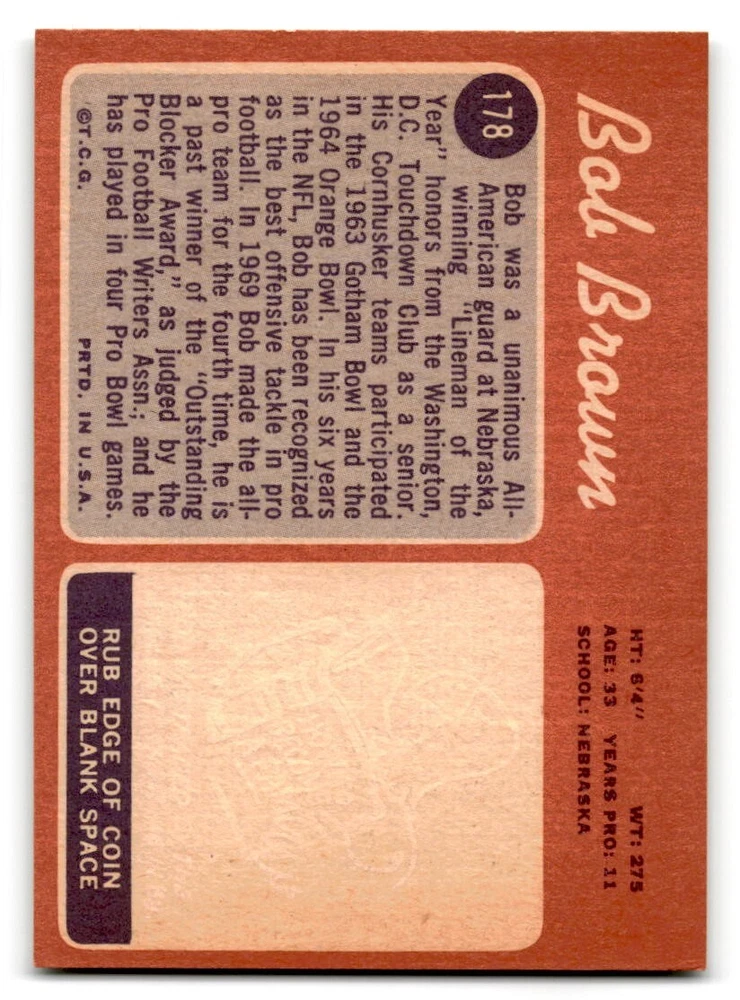 Bob Brown
HT: 6'4" WT: 275
AGE: 33 YEARS PRO: 11
SCHOOL: NEBRASKA
178
Bob was a unanimous All-
American guard at Nebraska,
winning "Lineman of the
Year" honors from the Washington,
D.C. Touchdown Club as a senior.
His Cornhusker teams participated
in the 1963 Gotham Bowl and the
1964 Orange Bowl. In his six years
in the NFL, Bob has been recognized
as the best offensive tackle in pro
football. In 1969 Bob made the all-
pro team for the fourth time, he is
a past winner of the "Outstanding
Blocker Award," as judged by the
Pro Football Writers Assn.; and he
has played in four Pro Bowl games.
©T.C.G. PRTD. IN U.S.A.
RUB EDGE OF COIN
OVER BLANK SPACE